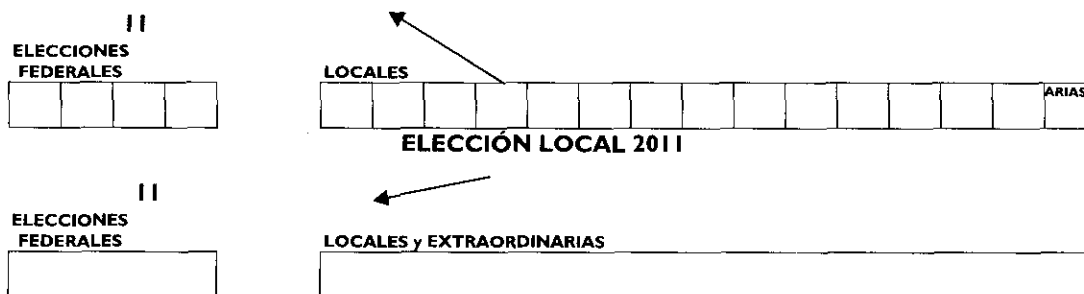 11
ELECCIONES
FEDERALES
LOCALES
ARIAS
ELECCIÓN LOCAL 2011
11
ELECCIONES
FEDERALES
LOCALES y EXTRAORDINARIAS